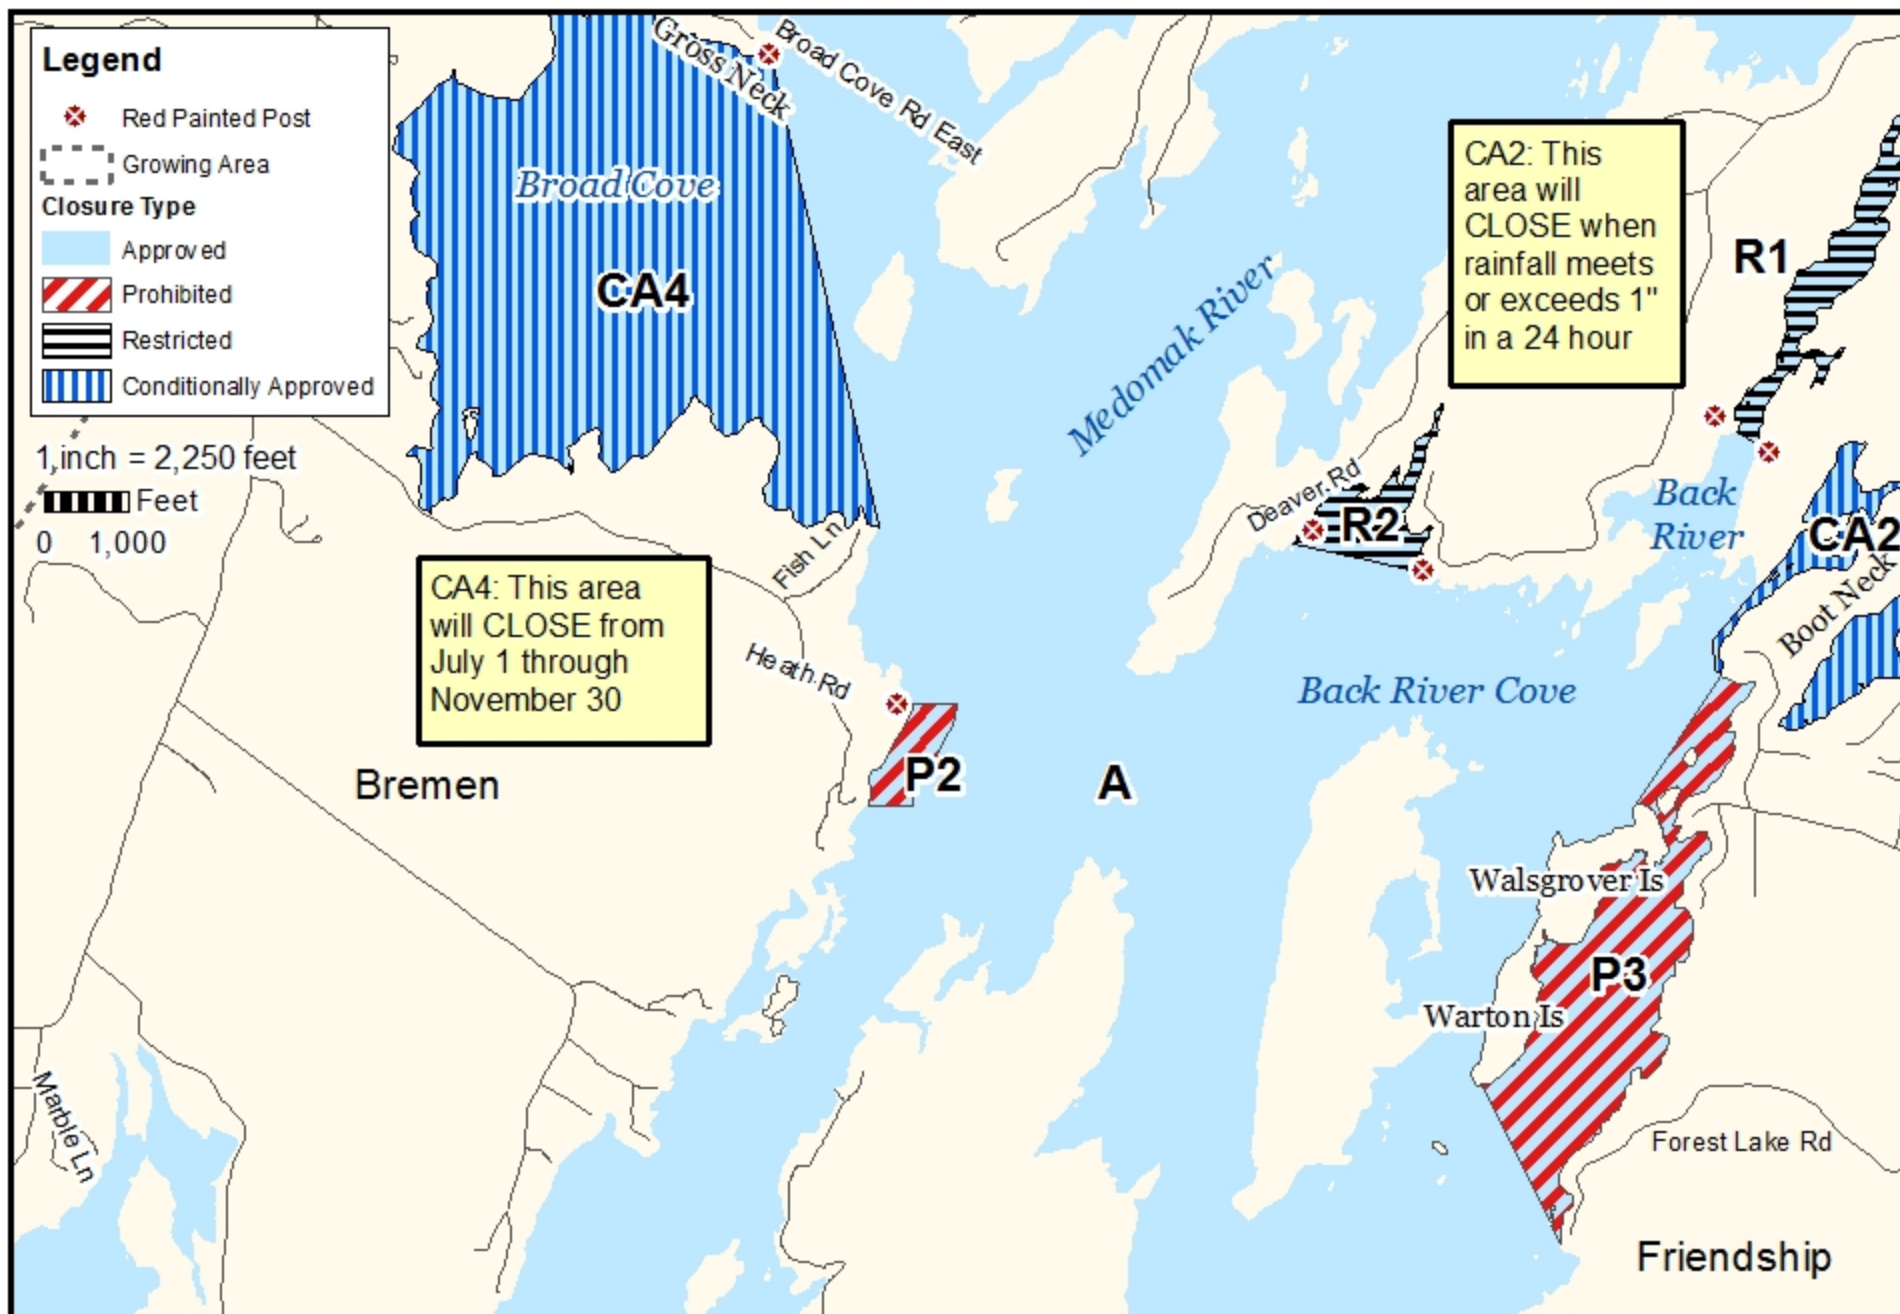 Legend
Red Painted Post
Growing Area
Closure Type
Approved
Prohibited
Restricted
Conditionally Approved
1 inch = 2,250 feet
Feet
0 1,000
Gross Neck
Broad Cove Rd East
Broad Cove
CA4
Medomak River
CA2: This
area will
CLOSE when
rainfall meets
or exceeds 1"
in a 24 hour
R1
Deaver Rd
R2
Back
River
CA2
Boot Neck
Fish Ln
CA4: This area
will CLOSE from
July 1 through
November 30
Heath Rd
Back River Cove
Bremen
P2
A
Walsgrover Is
P3
Warton Is
Marble Ln
Forest Lake Rd
Friendship